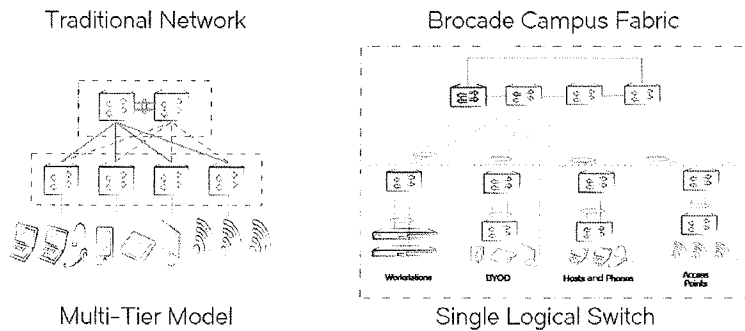 Traditional Network
Brocade Campus Fabric
Workstations
BYOD
Hosts and Phones
Access
Points
Multi-Tier Model
Single Logical Switch